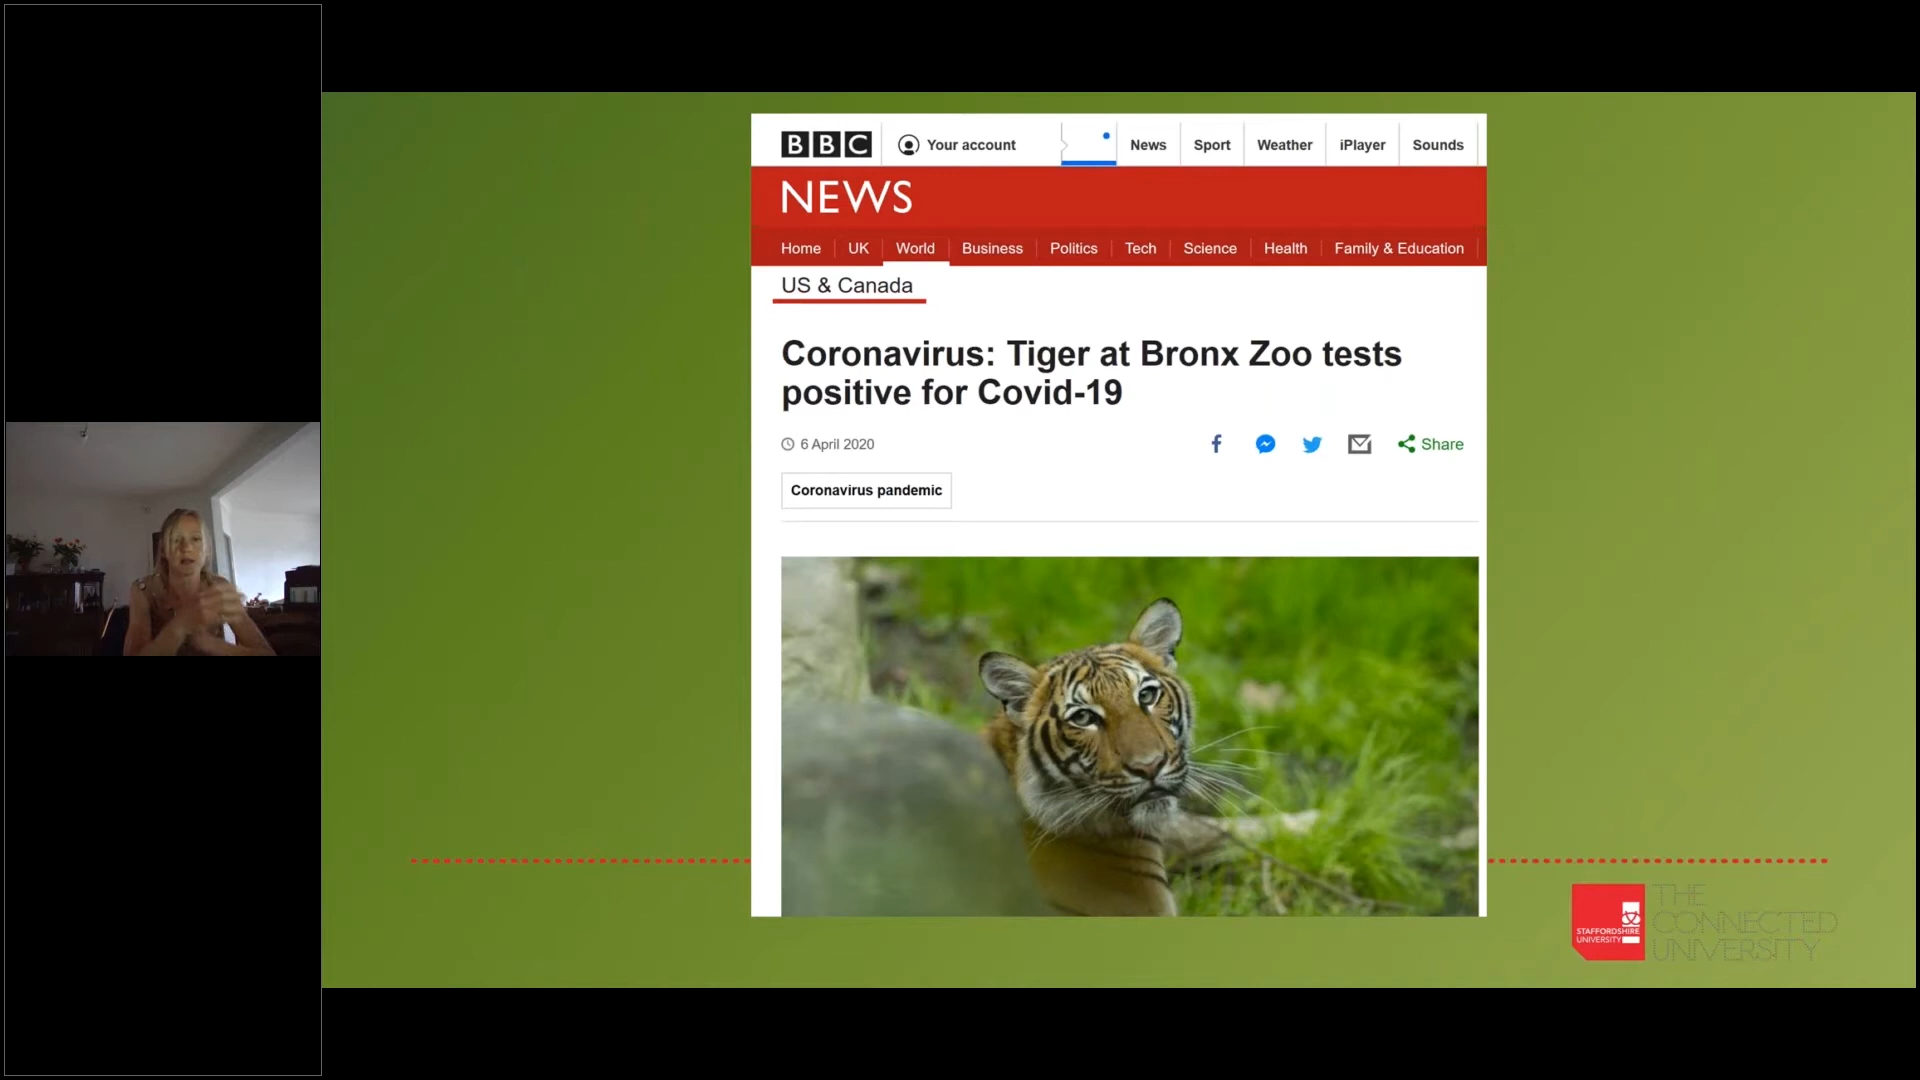 BBC
Your account
News
Sport
Weather
iPlayer
Sounds
NEWS
Home
UK
World
Business
Politics
Tech
Science
Health
Family & Education
US & Canada
Coronavirus: Tiger at Bronx Zoo tests
positive for Covid-19
6 April 2020
Share
Coronavirus pandemic
STAFFORDSHIRE
UNIVERSITY
THE
CONNECTED
UNIVERSITY